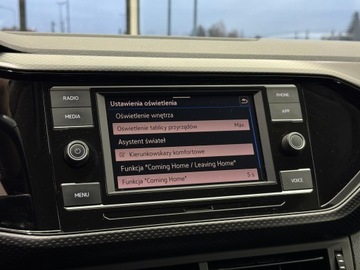 RADIO
MEDIA
MENU
PHONE
APP
VOICE
Ustawienia oświetlenia
Oświetlenie wnętrza
Oświetlenie tablicy przyrządów Max.
Asystent świateł
Kierunkowskazy komfortowe
Funkcja "Coming Home / Leaving Home"
Funkcja "Coming Home" 5 s